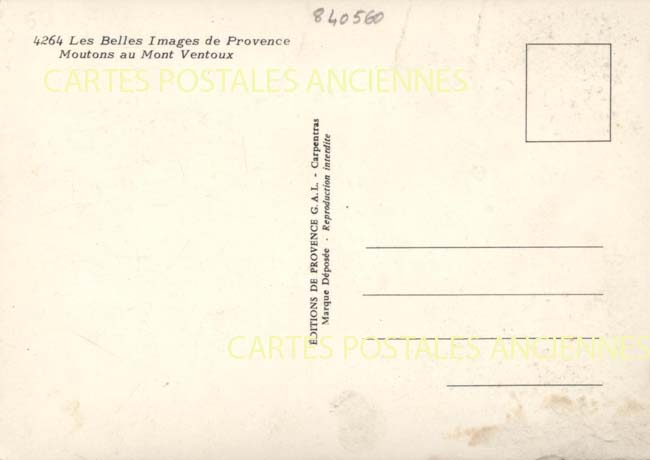 840560
4264 Les Belles Images de Provence
Moutons au Mont Ventoux
CARTES POSTALES ANCIENNES
ÉDITIONS DE PROVENCE G.A.L. - Carpentras
Marque Déposée - Reproduction interdite
CARTES POSTALES ANCIENNES